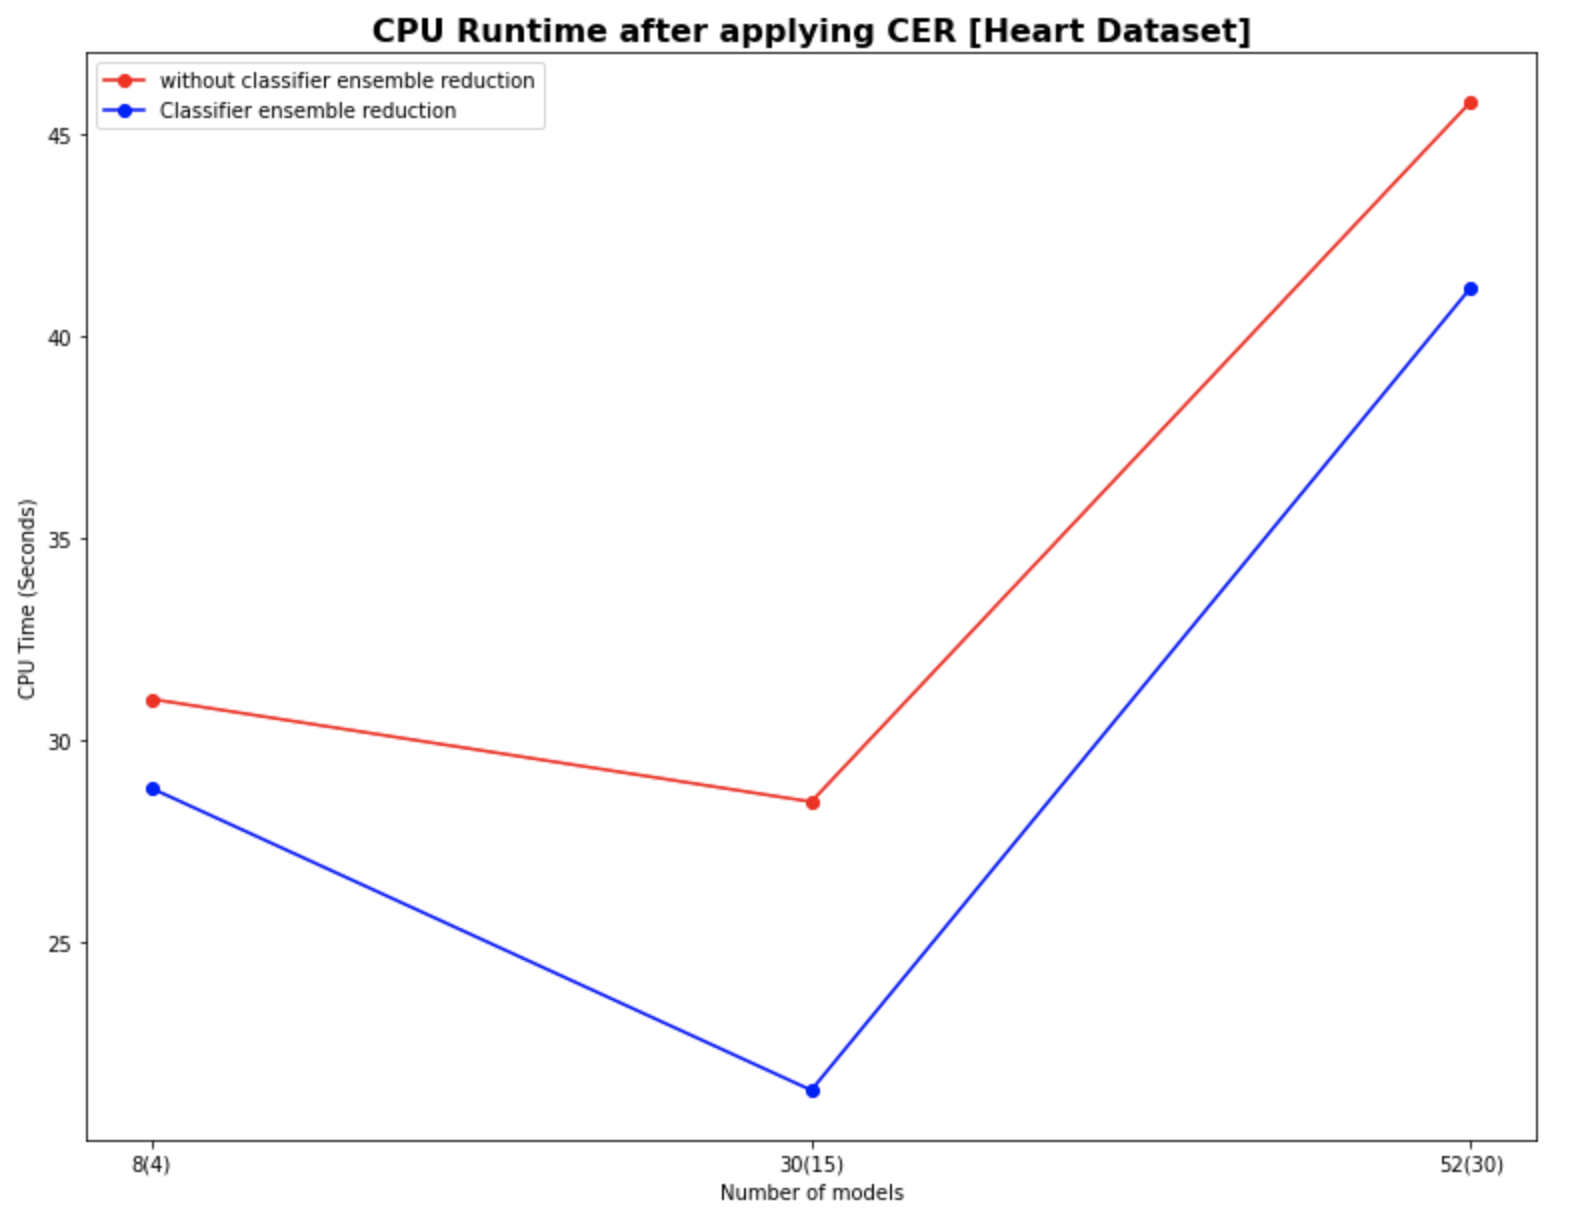 CPU Runtime after applying CER [Heart Dataset]
without classifier ensemble reduction
Classifier ensemble reduction
45
40
35
30
25
CPU Time (Seconds)
8(4)
30(15)
52(30)
Number of models